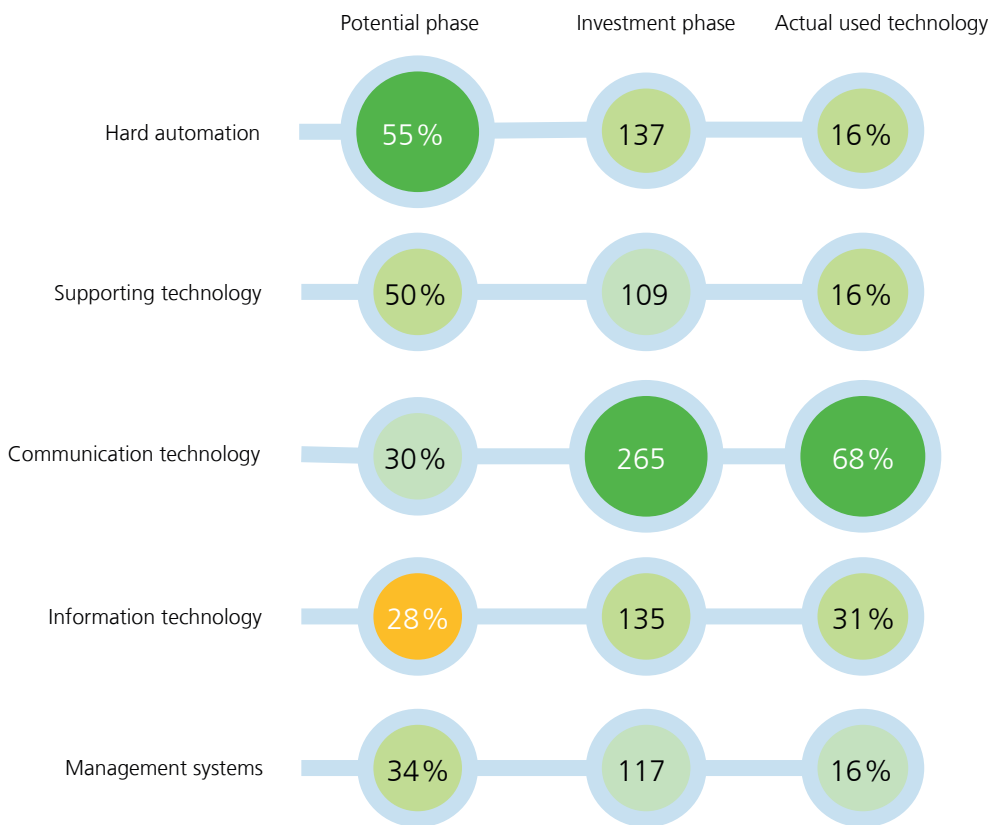 Potential phase Investment phase Actual used technology
Hard automation 55% 137 16%
Supporting technology 50% 109 16%
Communication technology 30% 265 68%
Information technology 28% 135 31%
Management systems 34% 117 16%